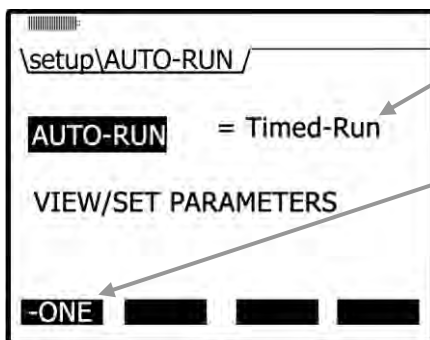 \setup\AUTO-RUN /
AUTO-RUN = Timed-Run
VIEW/SET PARAMETERS
-ONE